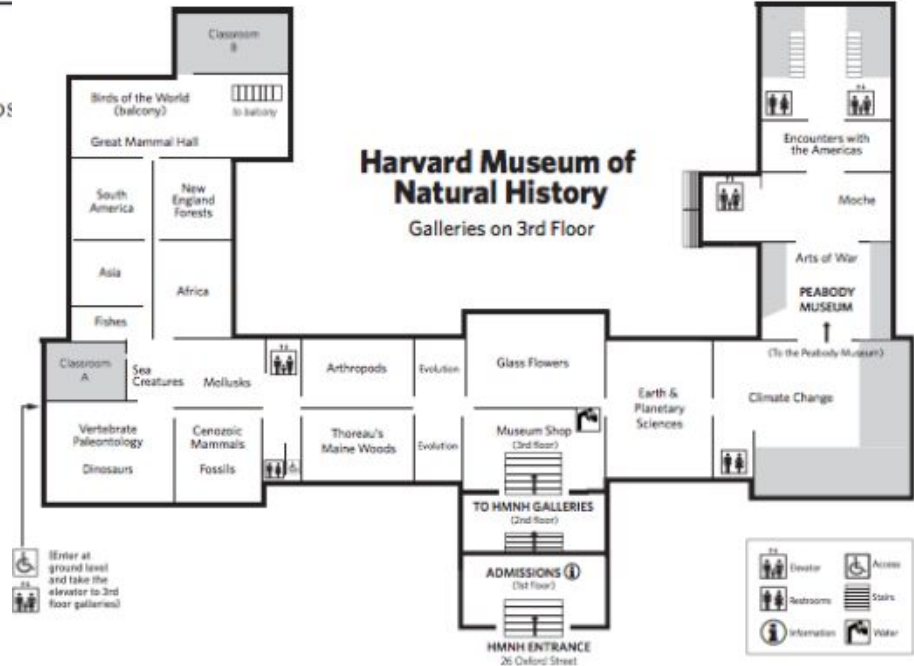 Classroom
B
Birds of the World
(balcony)
to balcony
Great Mammal Hall
South
America
New
England
Forests
Asia
Africa
Fishes
Classroom
A
Sea
Creatures
Mollusks
Vertebrate
Paleontology
Dinosaurs
Cenozoic
Mammals
Fossils
Harvard Museum of
Natural History
Galleries on 3rd Floor
Arthropods
Evolution
Thoreau's
Maine Woods
Evolution
Glass Flowers
Museum Shop
(3rd floor)
TO HMNH GALLERIES
(2nd floor)
ADMISSIONS
(1st floor)
HMNH ENTRANCE
26 Oxford Street
Earth &
Planetary
Sciences
Encounters with
the Americas
Moche
Arts of War
PEABODY
MUSEUM
(To the Peabody Museum)
Climate Change
(Enter at
ground level
and take the
elevator to 3rd
floor galleries)
Elevator
Access
Restrooms
Stairs
Information
Water